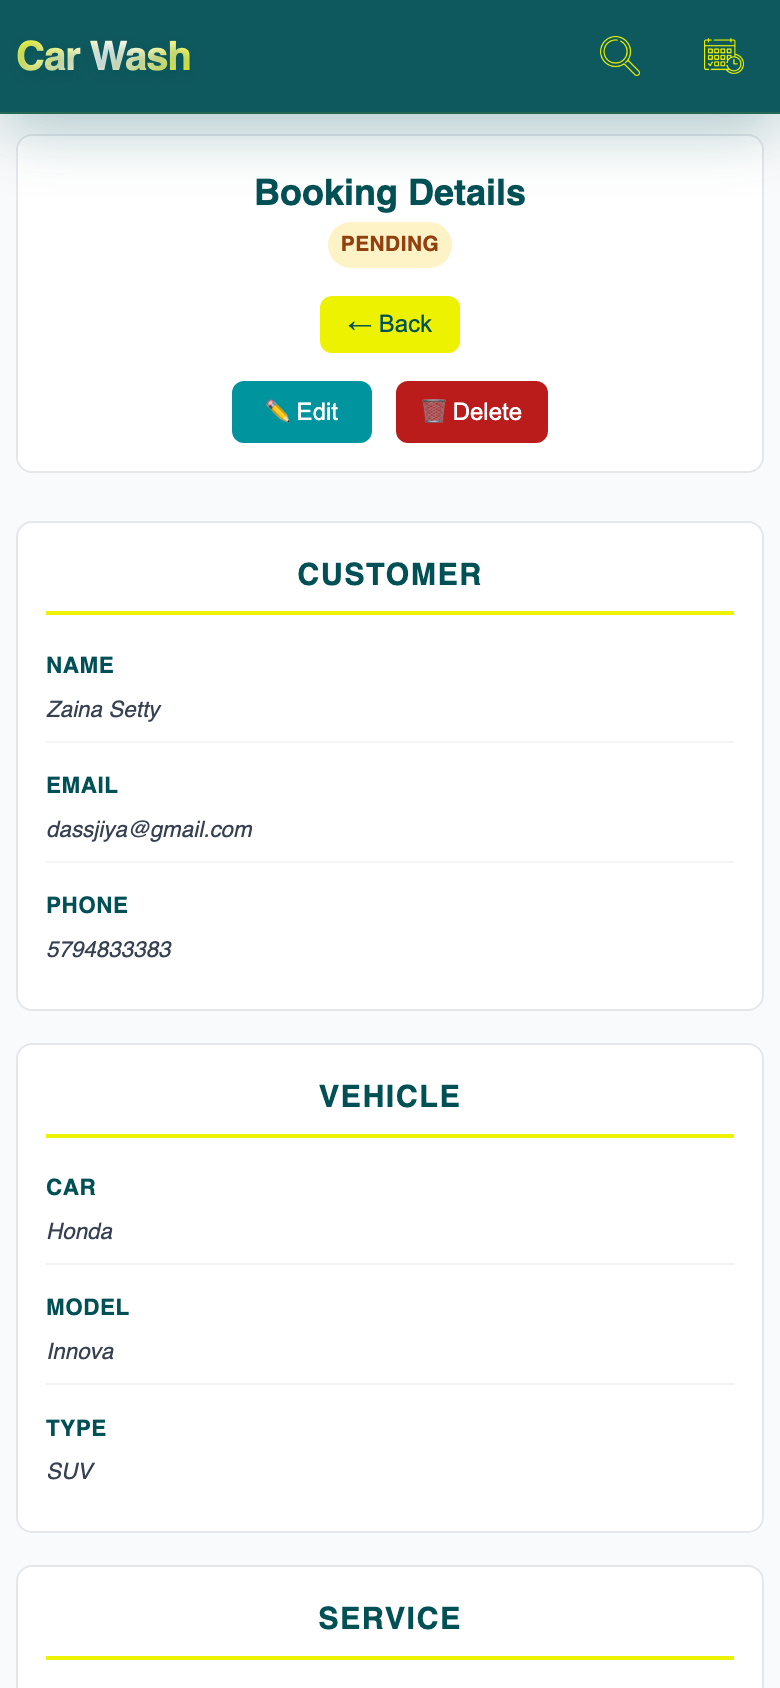 Car Wash
Booking Details
PENDING
← Back
✏️ Edit
🗑️ Delete
CUSTOMER
NAME
Zaina Setty
EMAIL
dassjiya@gmail.com
PHONE
5794833383
VEHICLE
CAR
Honda
MODEL
Innova
TYPE
SUV
SERVICE